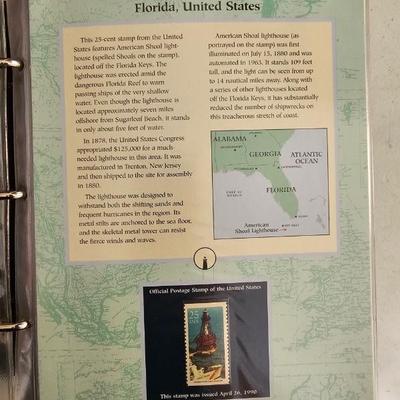 Florida, United States
This 25-cent stamp from the United
States features American Shoal light-
house (spelled Shoals on the stamp),
located off the Florida Keys. The
lighthouse was erected amid the
dangerous Florida Reef to warn
passing ships of the very shallow
water. Even though the lighthouse is
located approximately seven miles
offshore from Sugarloaf Beach, it stands
in only about five feet of water.
In 1878, the United States Congress
appropriated $125,000 for a much-
needed lighthouse in this area. It was
manufactured in Trenton, New Jersey
and then shipped to the site for assembly
in 1880.
The lighthouse was designed to
withstand both the shifting sands and
frequent hurricanes in the region. Its
metal stilts are anchored to the sea floor,
and the skeletal metal tower can resist
the fierce winds and waves.
American Shoal lighthouse (as
portrayed on the stamp) was first
illuminated on July 15, 1880 and was
automated in 1963. It stands 109 feet
tall, and the light can be seen from up
to 14 nautical miles away. Along with
a series of other lighthouses located
off the Florida Keys, it has substantially
reduced the number of shipwrecks on
this treacherous stretch of coast.
ALABAMA
GEORGIA
ATLANTIC
OCEAN
GULF OF
MEXICO
FLORIDA
American
Shoal lighthouse
Official Postage Stamp of the United States
25
USA
This stamp was issued April 26, 1990